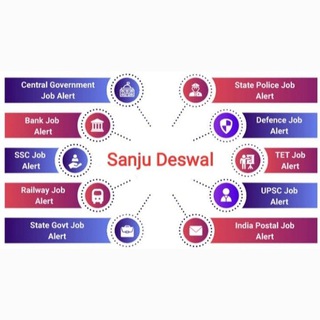 Central Government
Job Alert
State Police Job
Alert
Bank Job
Alert
Defence Job
Alert
SSC Job
Alert
Sanju Deswal
TET Job
Alert
Railway Job
Alert
UPSC Job
Alert
State Govt Job
Alert
India Postal Job
Alert